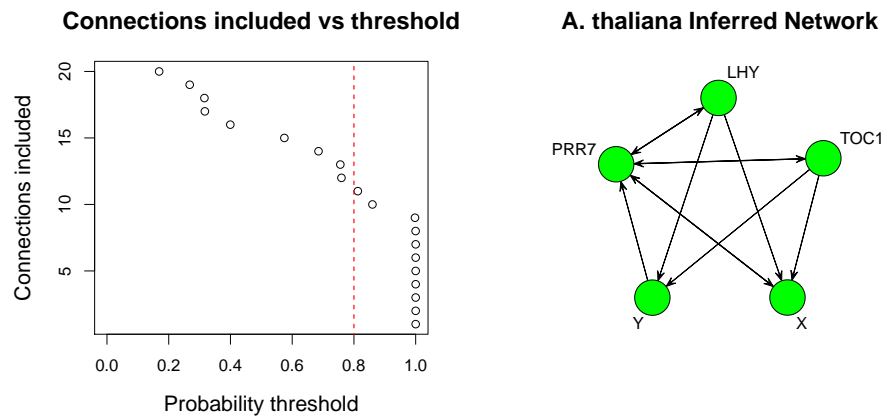 Connections included vs threshold
Connections included
20
15
10
5
0.0 0.2 0.4 0.6 0.8 1.0
Probability threshold
A. thaliana Inferred Network
LHY
TOC1
PRR7
Y
X